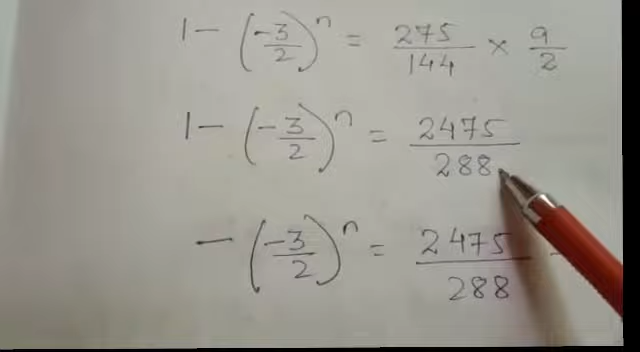 1 - (-3/2)^n = 275/144 × 9/2
1 - (-3/2)^n = 2475/288
- (-3/2)^n = 2475/288 -